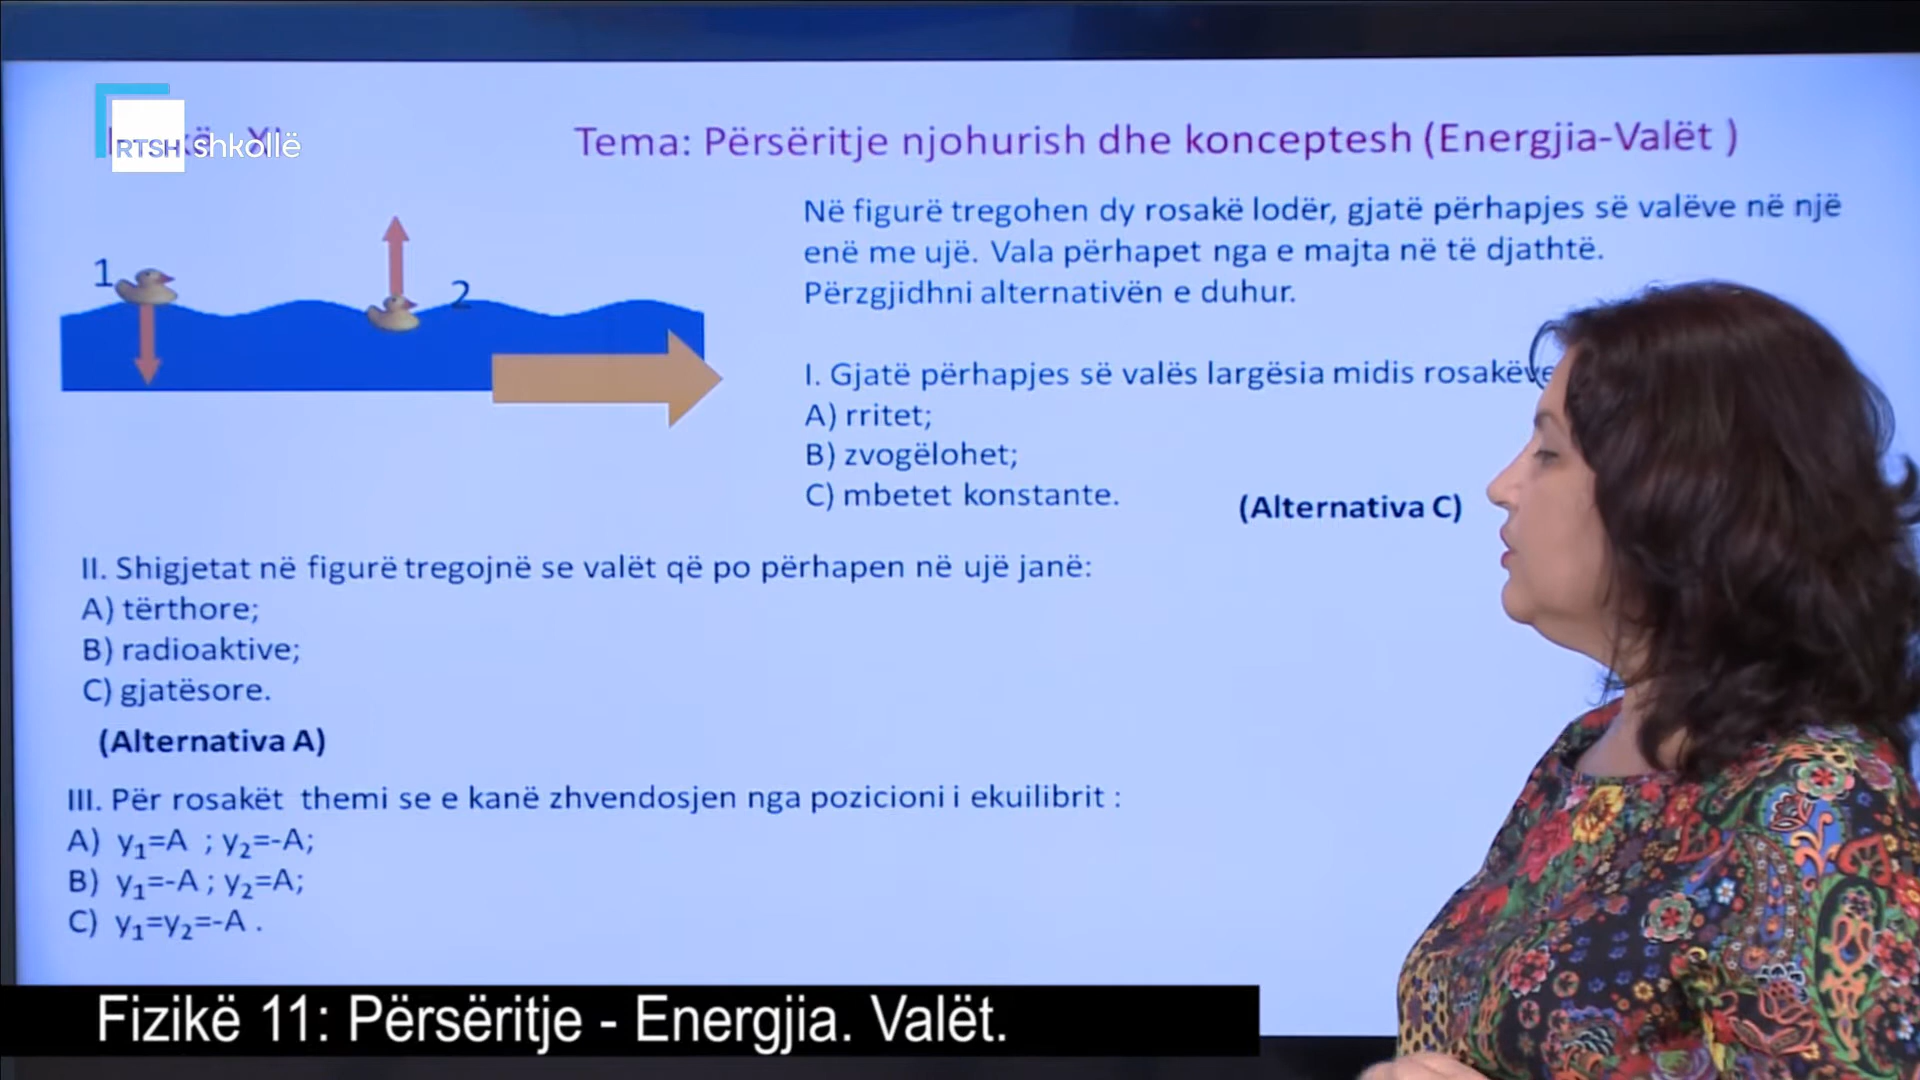 RTSH shkollë
Tema: Përsëritje njohurish dhe konceptesh (Energjia-Valët )
Në figurë tregohen dy rosakë lodër, gjatë përhapjes së valëve në një
enë me ujë. Vala përhapet nga e majta në të djathtë.
Përzgjidhni alternativën e duhur.
1
2
I. Gjatë përhapjes së valës largësia midis rosakëve
A) rritet;
B) zvogëlohet;
C) mbetet konstante.
(Alternativa C)
II. Shigjetat në figurë tregojnë se valët që po përhapen në ujë janë:
A) tërthore;
B) radioaktive;
C) gjatësore.
(Alternativa A)
III. Për rosakët themi se e kanë zhvendosjen nga pozicioni i ekuilibrit :
A) y₁=A ; y₂=-A;
B) y₁=-A ; y₂=A;
C) y₁=y₂=-A .
Fizikë 11: Përsëritje - Energjia. Valët.